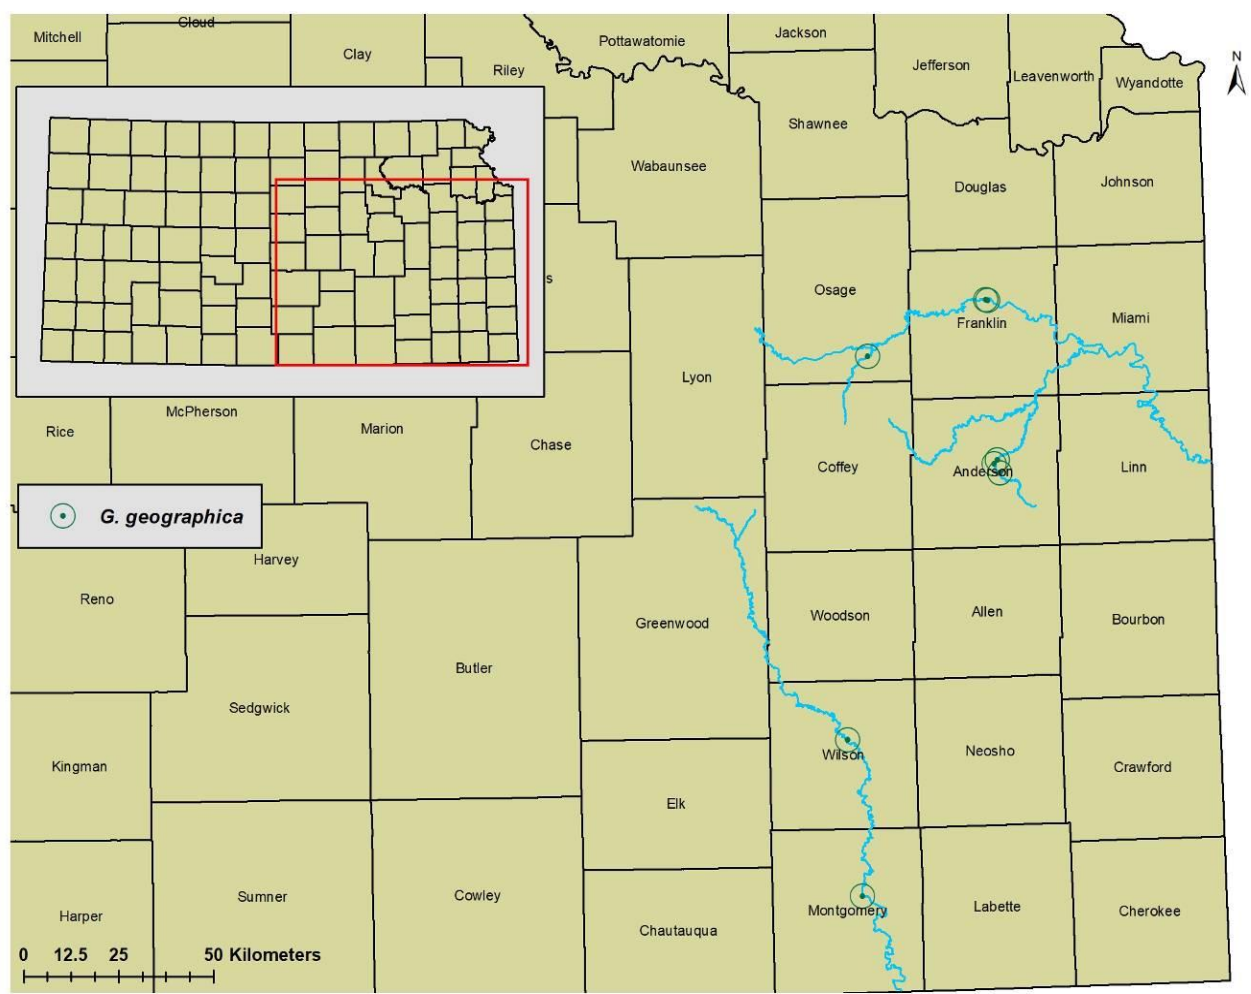 Cloud
Mitchell
Clay
Pottawatomie
Jackson
Riley
Jefferson
Leavenworth
Wyandotte
N
Shawnee
Wabaunsee
Douglas
Johnson
s
Osage
Franklin
Miami
Lyon
McPherson
Rice
Marion
Chase
Coffey
Anderson
Linn
G. geographica
Harvey
Reno
Greenwood
Woodson
Allen
Bourbon
Butler
Sedgwick
Kingman
Wilson
Neosho
Crawford
Elk
Sumner
Cowley
Harper
Chautauqua
Montgomery
Labette
Cherokee
0 12.5 25 50 Kilometers